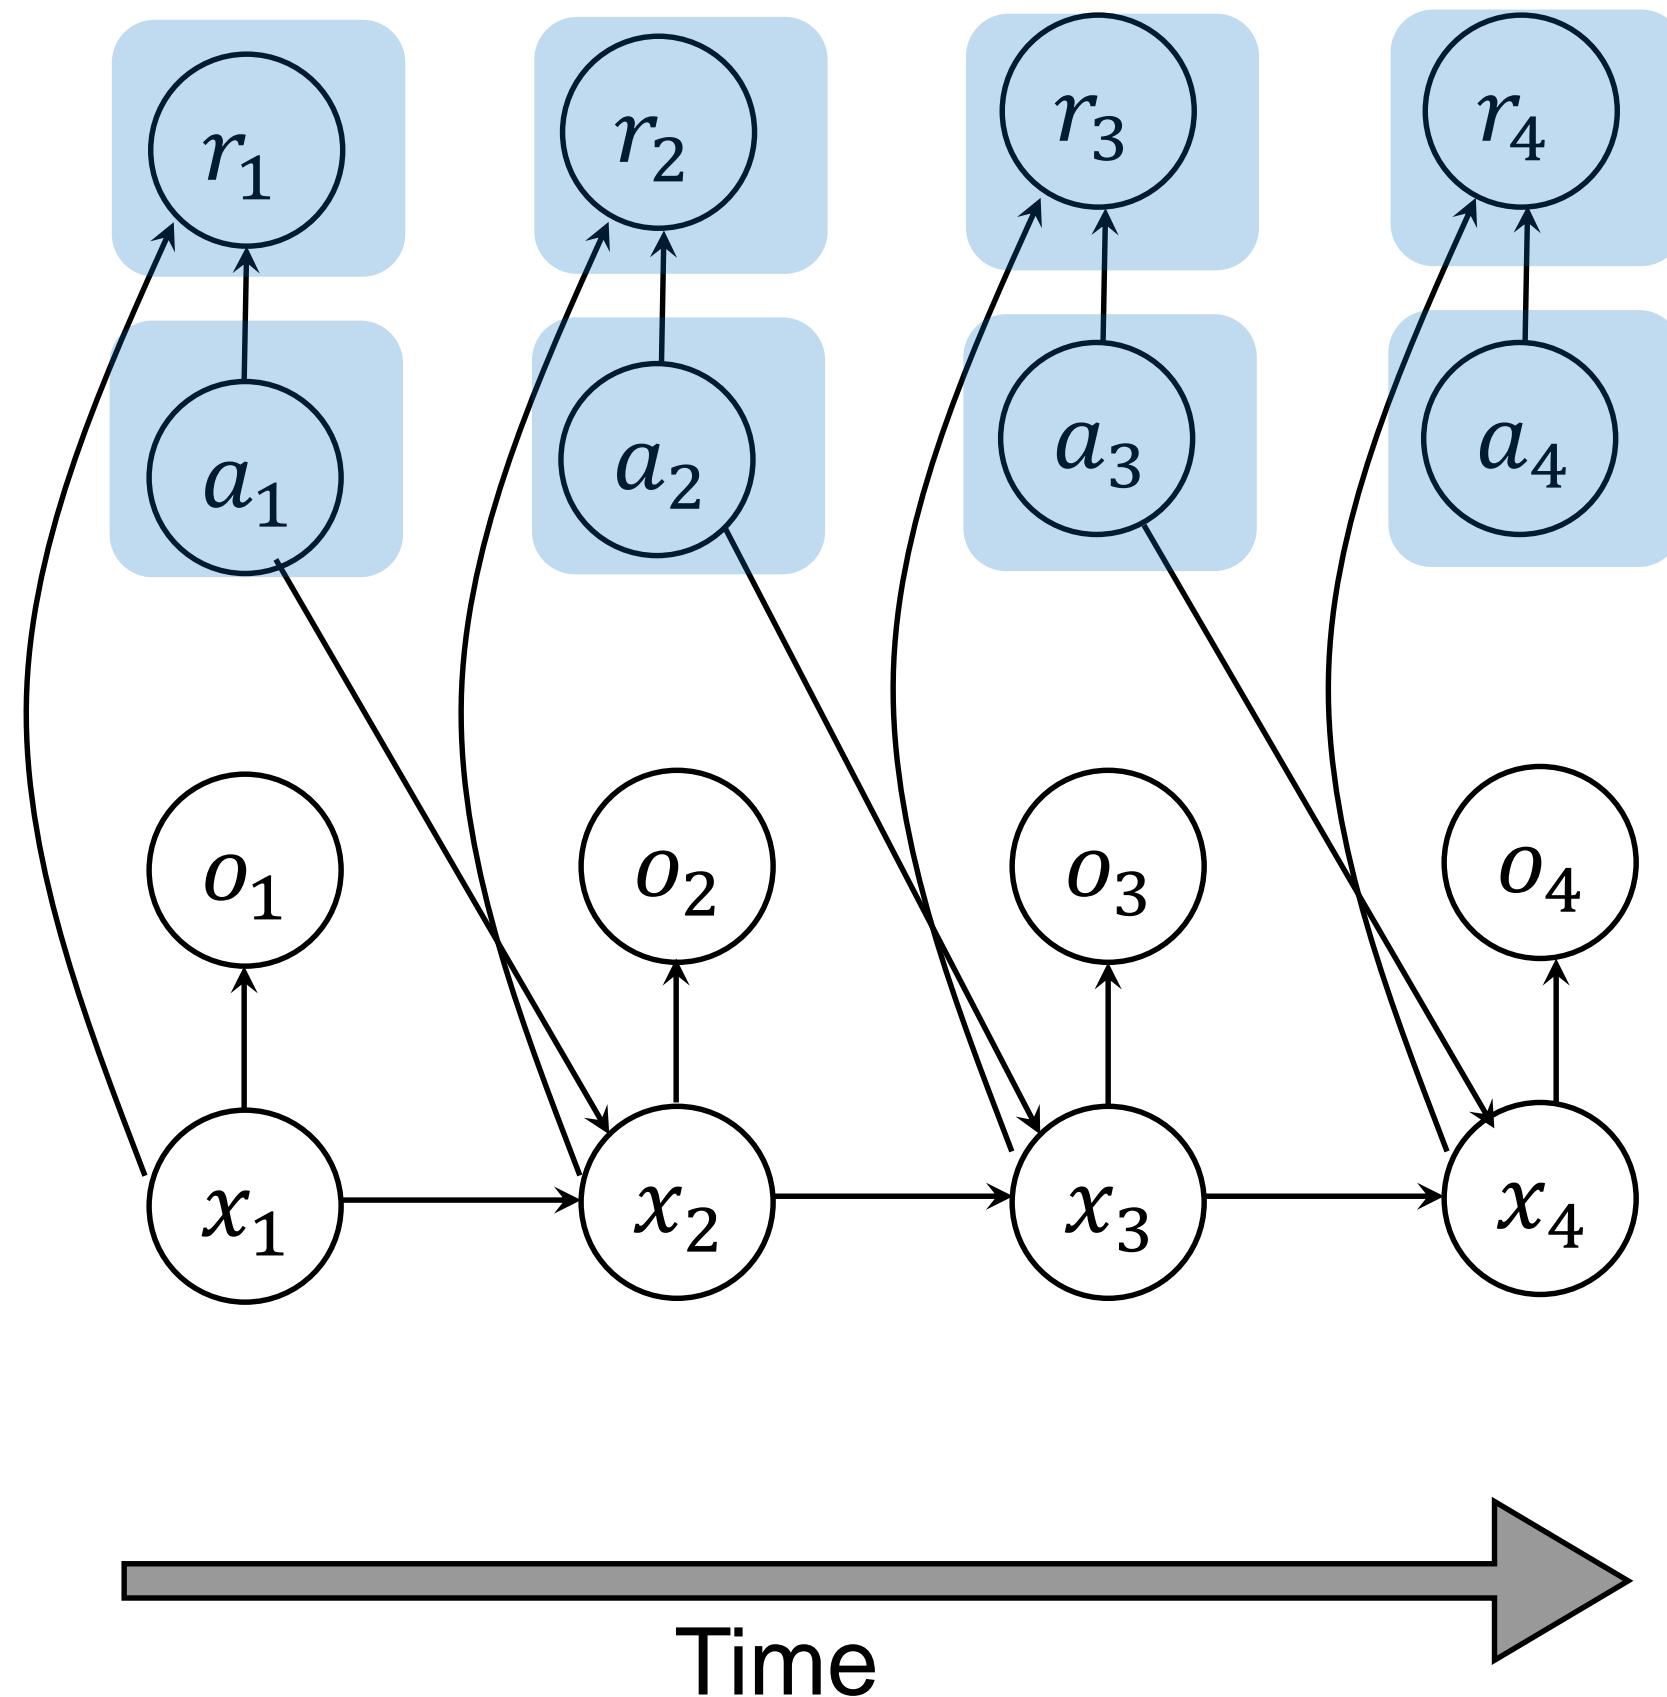 r₁ r₂ r₃ r₄
a₁ a₂ a₃ a₄
o₁ o₂ o₃ o₄
x₁ x₂ x₃ x₄
Time